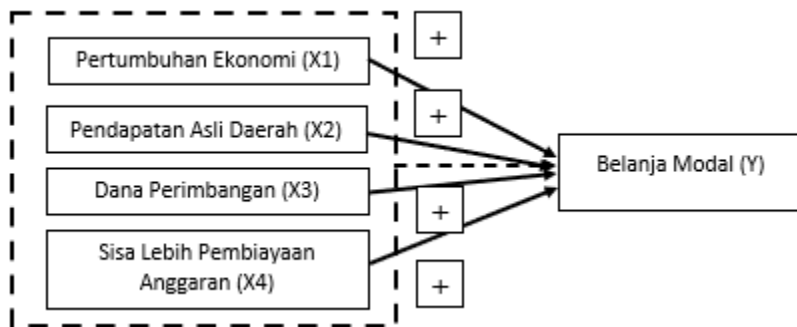 +
Pertumbuhan Ekonomi (X1)
+
Pendapatan Asli Daerah (X2)
Belanja Modal (Y)
Dana Perimbangan (X3)
+
Sisa Lebih Pembiayaan
Anggaran (X4)
+